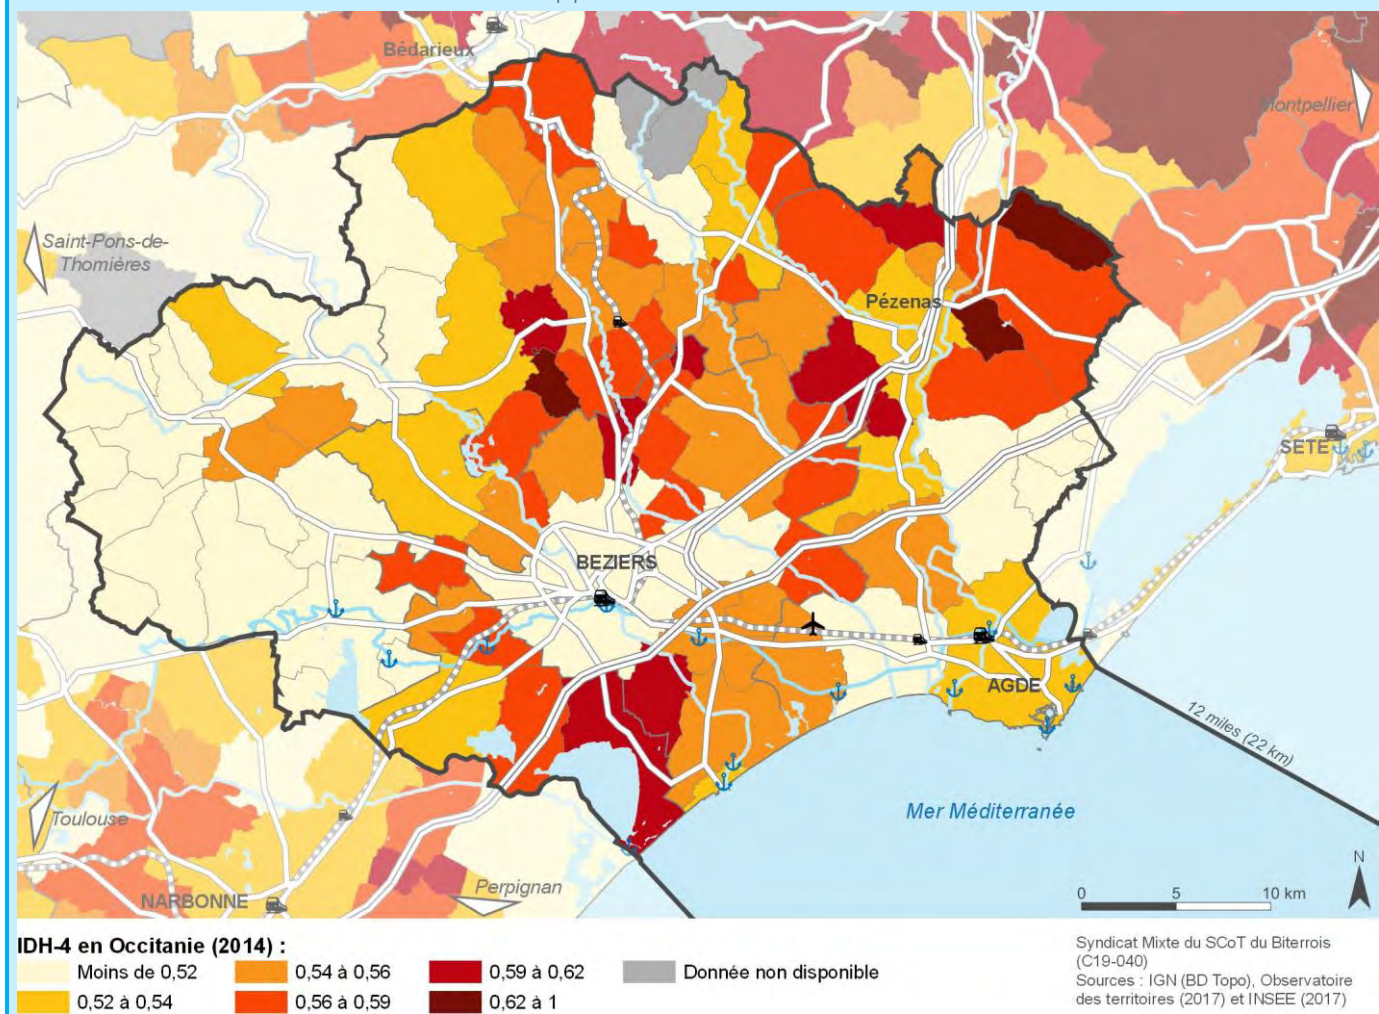 Bédarieux
Montpellier
Saint-Pons-de-
Thomières
Pézenas
SETE
BEZIERS
AGDE
12 miles (22 km)
Toulouse
Mer Méditerranée
Perpignan
NARBONNE
N
0 5 10 km
IDH-4 en Occitanie (2014) :
Moins de 0,52
0,54 à 0,56
0,59 à 0,62
Donnée non disponible
0,52 à 0,54
0,56 à 0,59
0,62 à 1
Syndicat Mixte du SCoT du Biterrois
(C19-040)
Sources : IGN (BD Topo), Observatoire
des territoires (2017) et INSEE (2017)